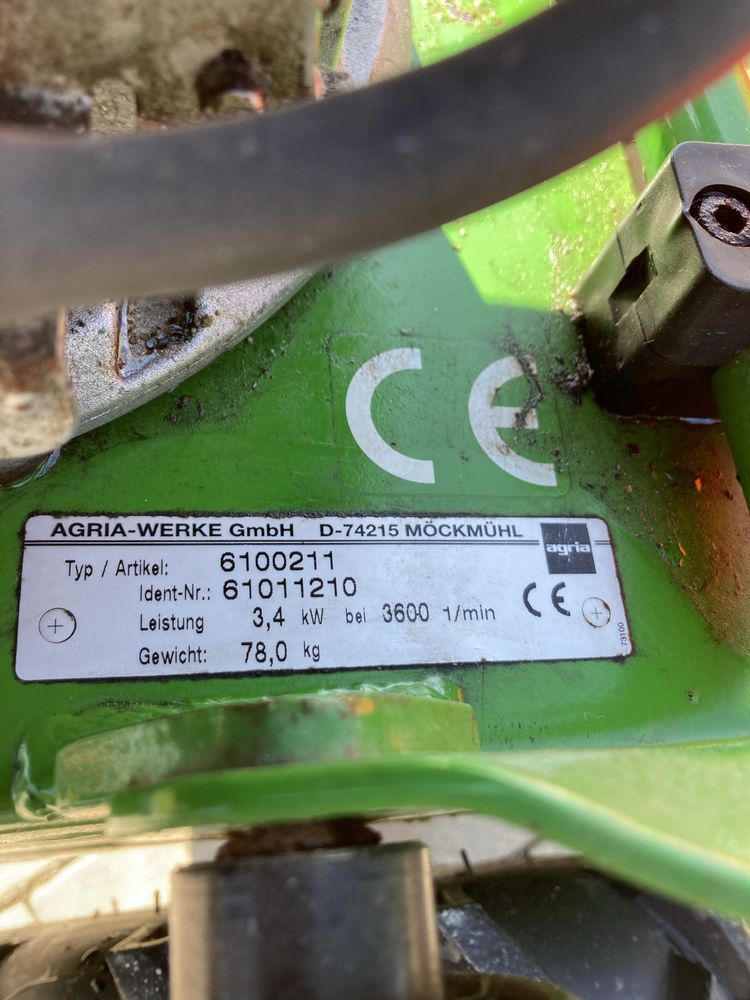 CE
AGRIA-WERKE GmbH D-74215 MÖCKMÜHL
agria
Typ / Artikel: 6100211
Ident-Nr.: 61011210
Leistung 3,4 kW bei 3600 1/min
CE
Gewicht: 78,0 kg
73100